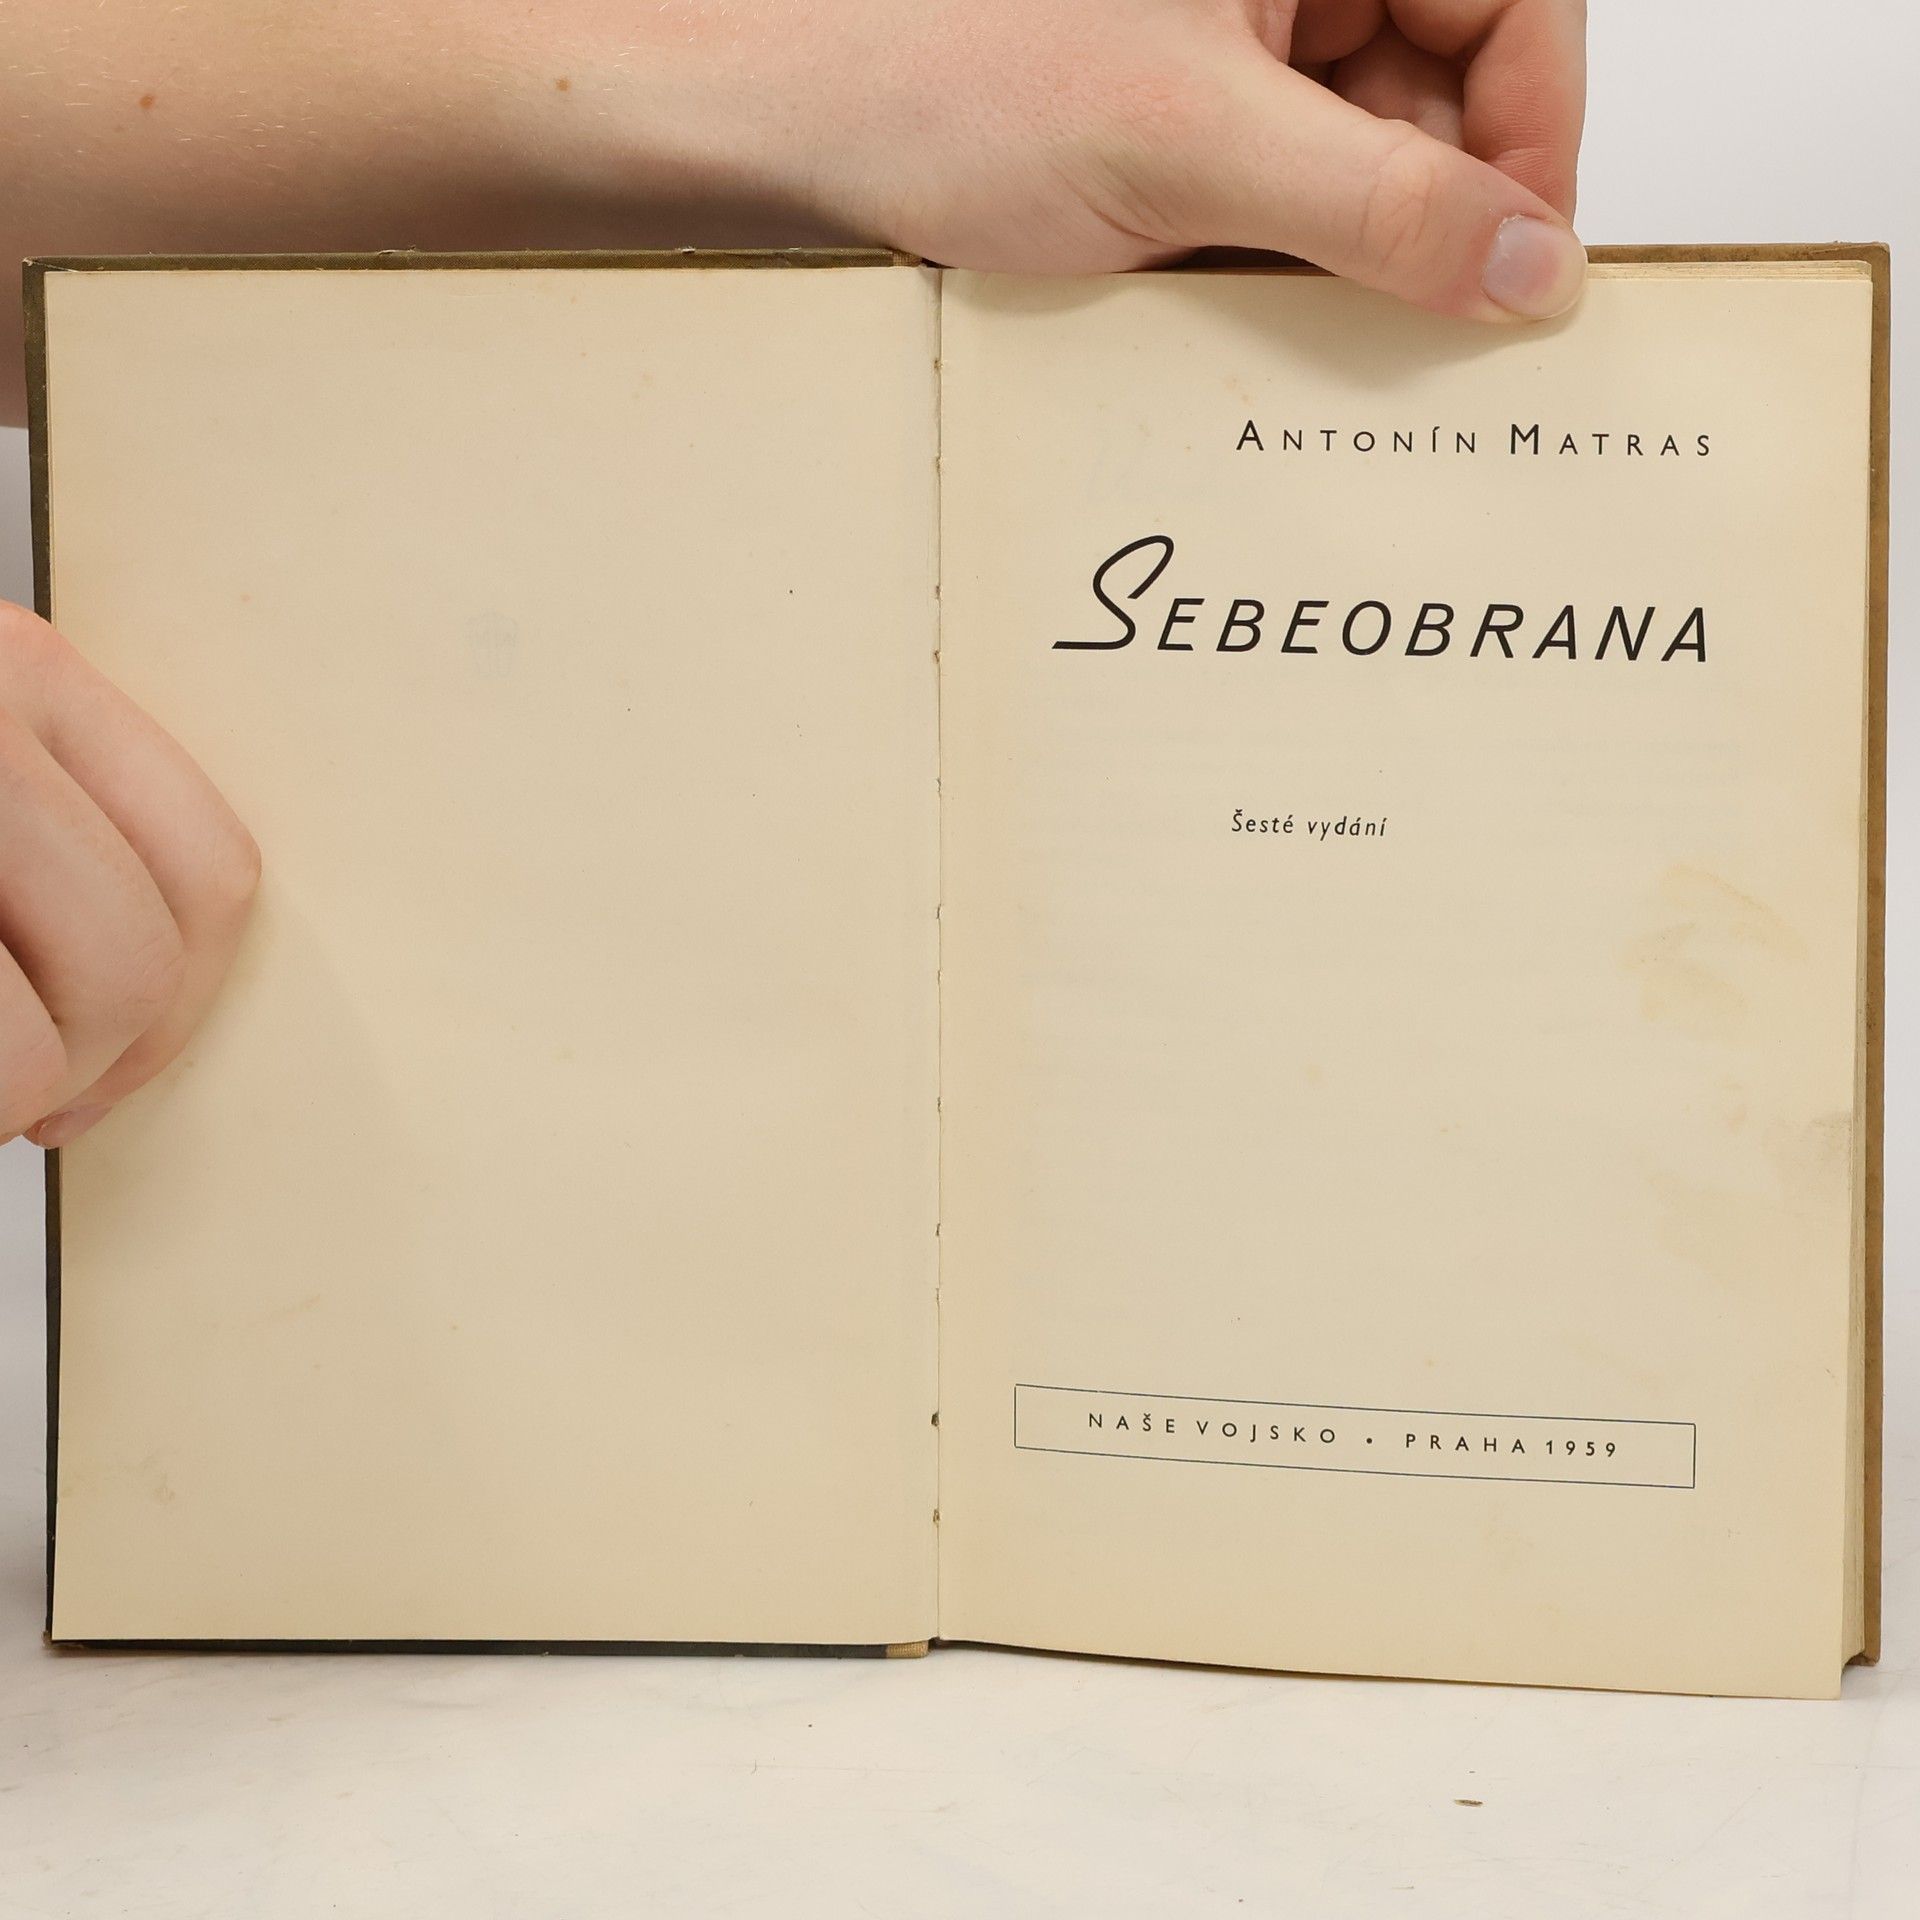 ANTONÍN MATRAS
SEBEOBRANA
Šesté vydání
NAŠE VOJSKO • PRAHA 1959